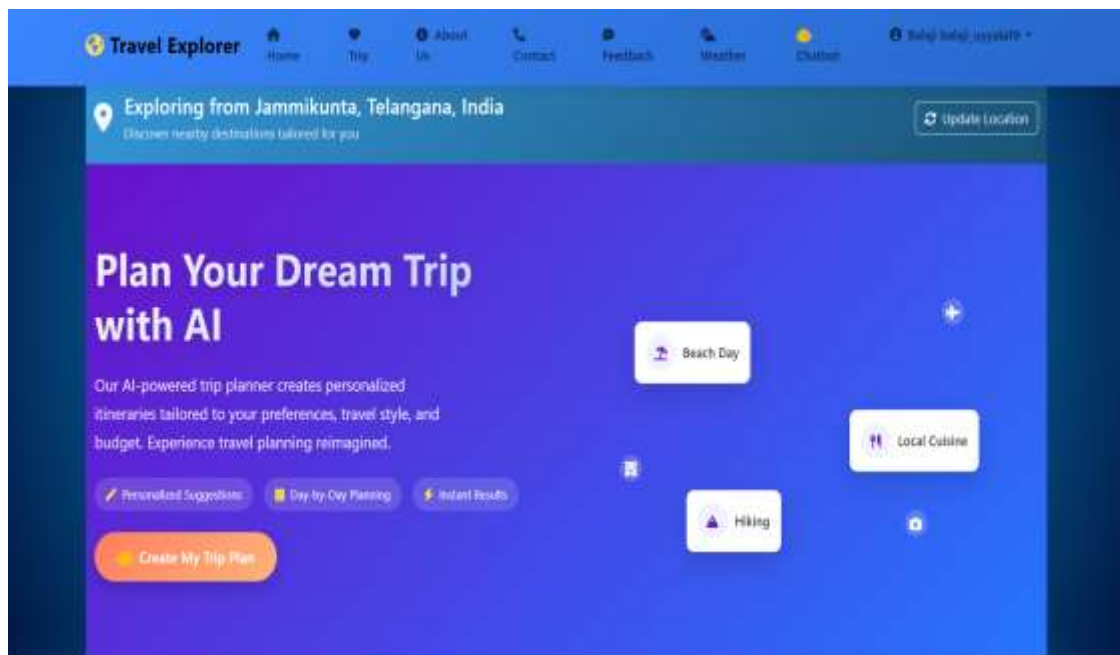 Travel Explorer
Home
Trip
About
Us
Contact
Feedback
Weather
Chatbot
Exploring from Jammikunta, Telangana, India
Discover nearby destinations tailored for you
Update Location
Plan Your Dream Trip
with AI
Our AI-powered trip planner creates personalized
itineraries tailored to your preferences, travel style, and
budget. Experience travel planning reimagined.
Personalized Suggestions
Day-by-Day Planning
Instant Results
Create My Trip Plan
Beach Day
Local Cuisine
Hiking